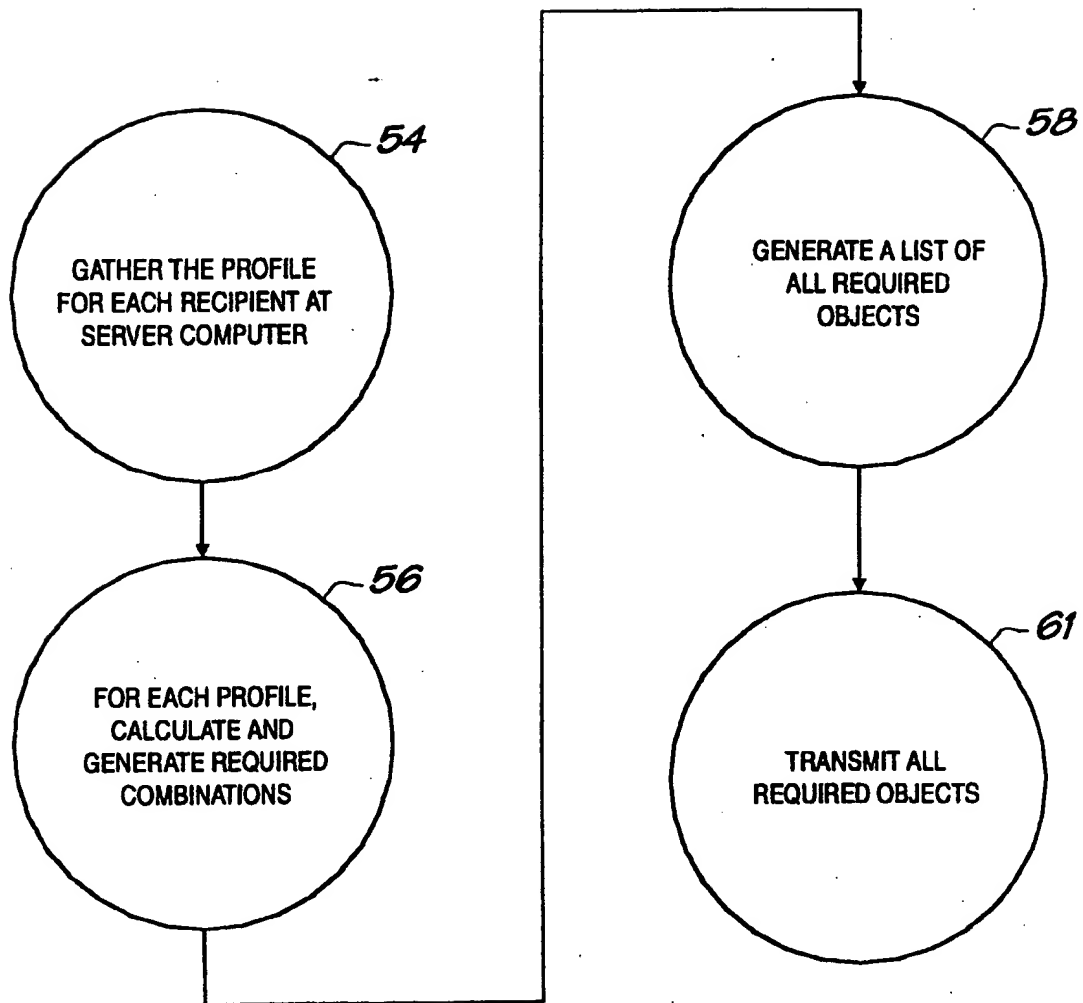 54
GATHER THE PROFILE
FOR EACH RECIPIENT AT
SERVER COMPUTER
56
FOR EACH PROFILE,
CALCULATE AND
GENERATE REQUIRED
COMBINATIONS
58
GENERATE A LIST OF
ALL REQUIRED
OBJECTS
61
TRANSMIT ALL
REQUIRED OBJECTS